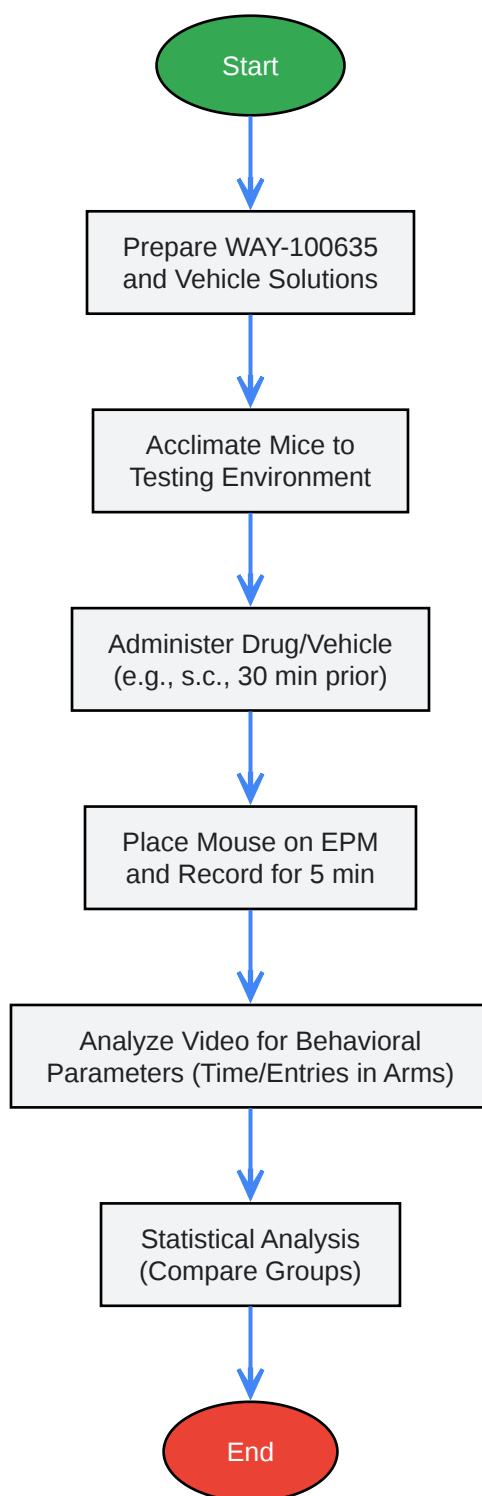 Start
Prepare WAY-100635
and Vehicle Solutions
Acclimate Mice to
Testing Environment
Administer Drug/Vehicle
(e.g., s.c., 30 min prior)
Place Mouse on EPM
and Record for 5 min
Analyze Video for Behavioral
Parameters (Time/Entries in Arms)
Statistical Analysis
(Compare Groups)
End